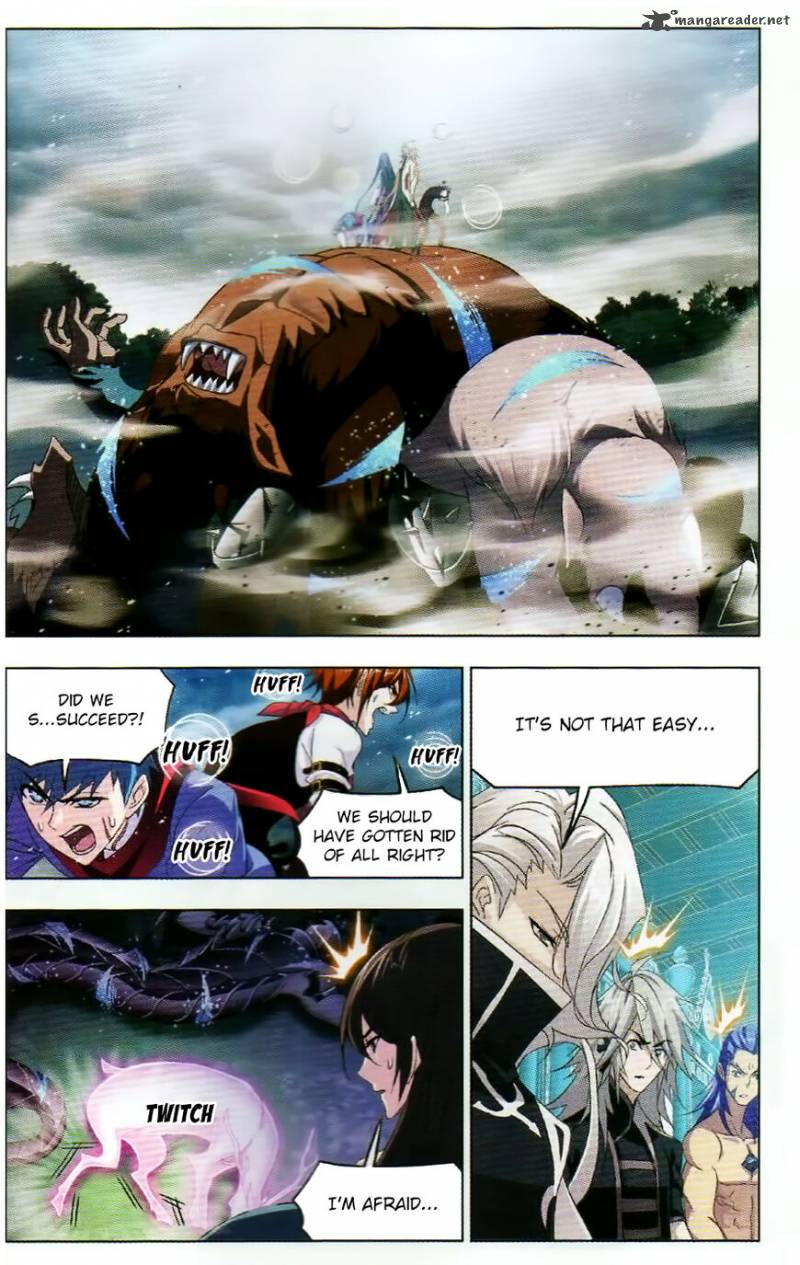 mangareader.net
DID WE
S...SUCCEED?!
HUFF!
HUFF!
HUFF!
HUFF!
WE SHOULD
HAVE GOTTEN RID
OF ALL RIGHT?
IT'S NOT THAT EASY...
TWITCH
I'M AFRAID...